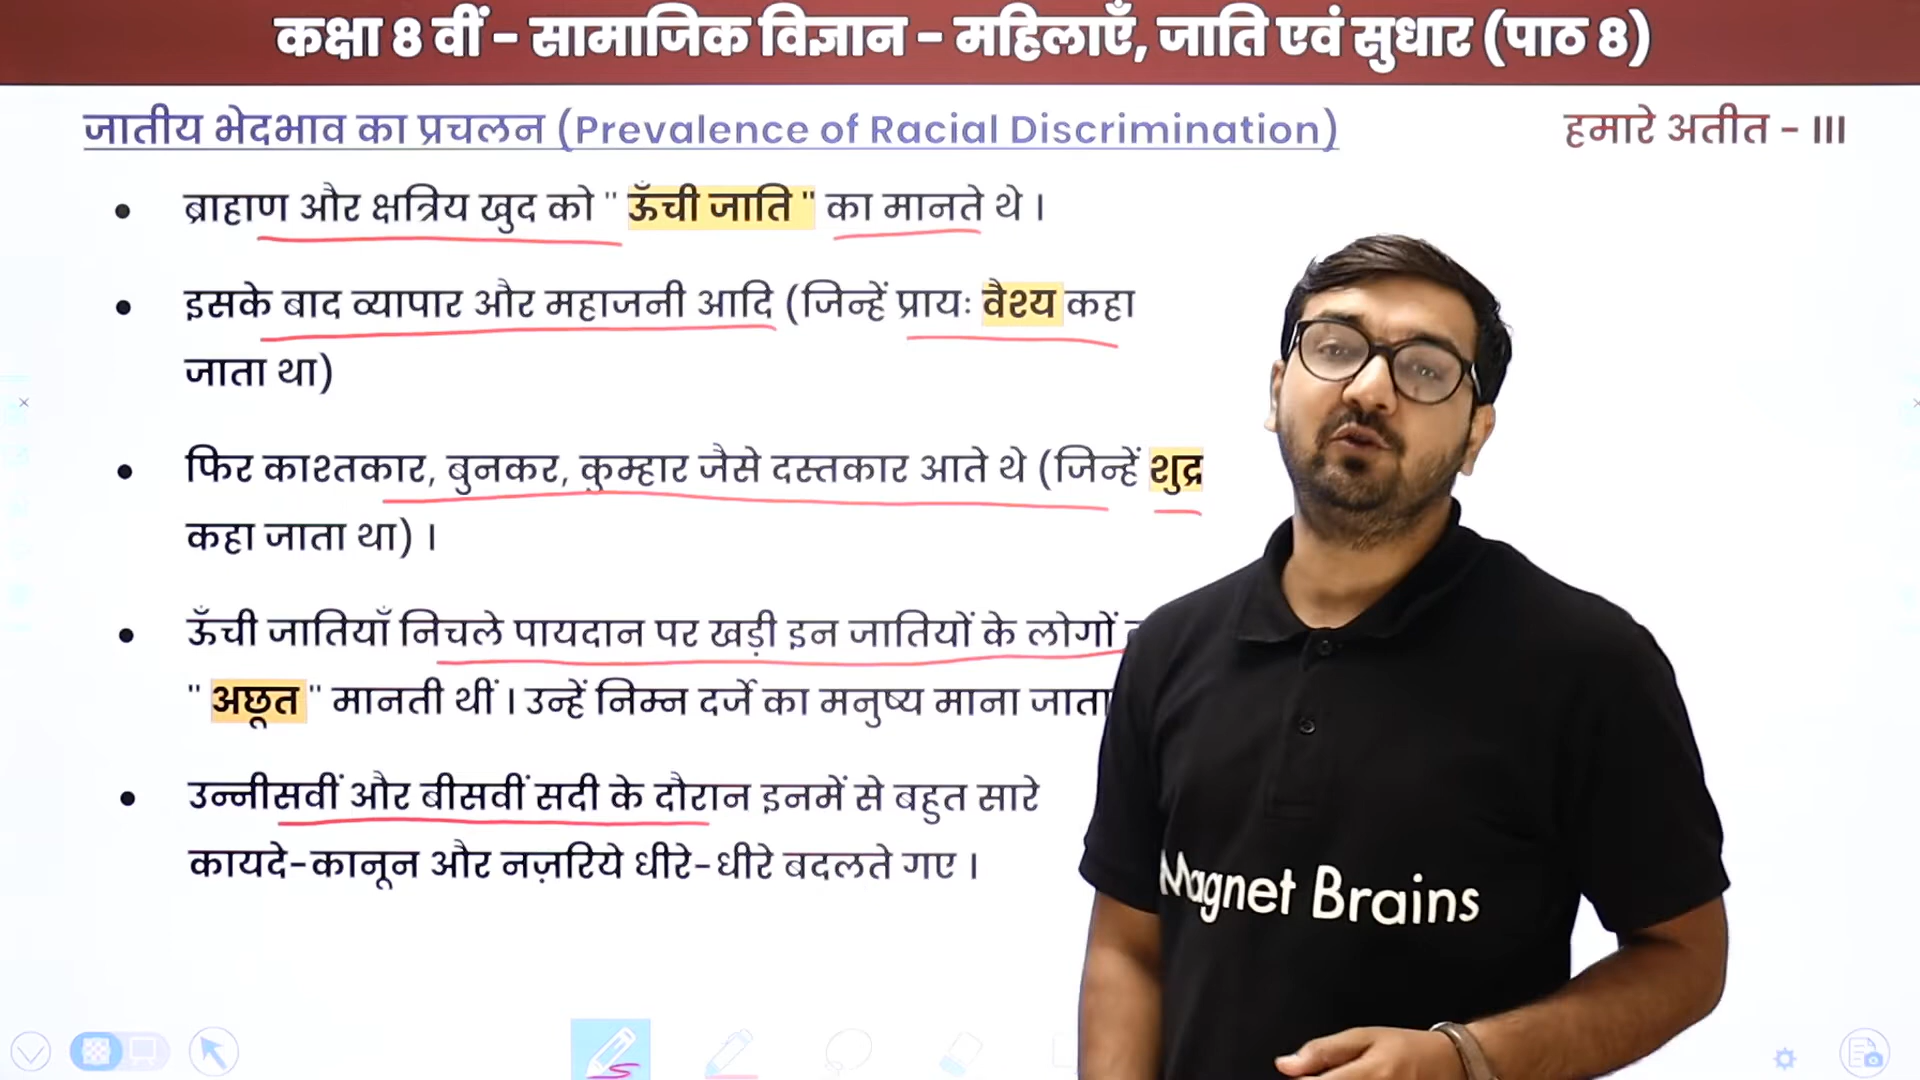 कक्षा 8 वीं - सामाजिक विज्ञान - महिलाएँ, जाति एवं सुधार (पाठ 8)
जातीय भेदभाव का प्रचलन (Prevalence of Racial Discrimination)
हमारे अतीत - III
• ब्राहाण और क्षत्रिय खुद को " ऊँची जाति " का मानते थे ।
• इसके बाद व्यापार और महाजनी आदि (जिन्हें प्रायः वैश्य कहा
जाता था)
• फिर काश्तकार, बुनकर, कुम्हार जैसे दस्तकार आते थे (जिन्हें शुद्र
कहा जाता था) ।
• ऊँची जातियाँ निचले पायदान पर खड़ी इन जातियों के लोगों
" अछूत " मानती थीं । उन्हें निम्न दर्जे का मनुष्य माना जाता
• उन्नीसवीं और बीसवीं सदी के दौरान इनमें से बहुत सारे
कायदे-कानून और नज़रिये धीरे-धीरे बदलते गए ।
Magnet Brains